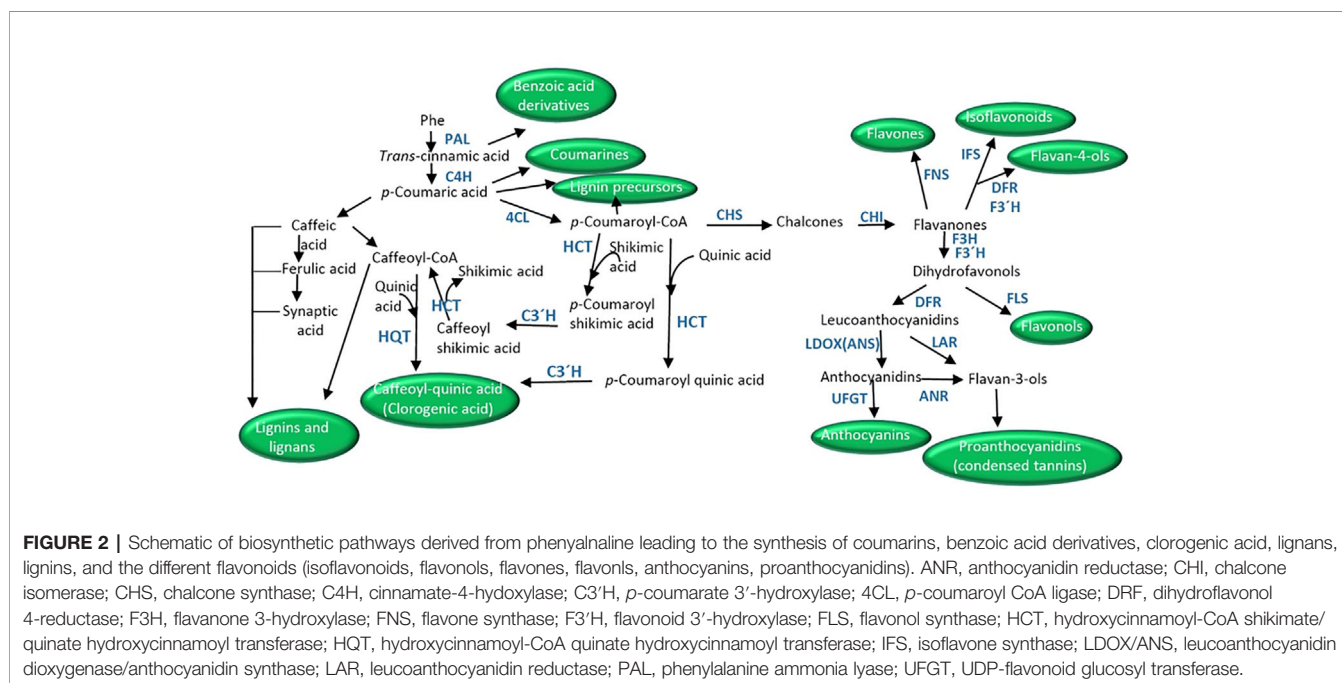 Benzoic acid
derivatives
Phe
PAL
Trans-cinnamic acid
Coumarines
C4H
p-Coumaric acid
Lignin precursors
4CL
p-Coumaroyl-CoA
CHS
Chalcones
CHI
Flavones
Isoflavonoids
IFS
Flavan-4-ols
FNS
DFR
F3´H
Flavanones
F3H
F3´H
Dihydrofavonols
Caffeic
acid
Ferulic acid
Synaptic
acid
Caffeoyl-CoA
Quinic
acid
HQT
HCT
Shikimic acid
Caffeoyl
shikimic acid
C3´H
HCT
Shikimic
acid
p-Coumaroyl
shikimic acid
Quinic acid
HCT
p-Coumaroyl quinic acid
C3´H
Caffeoyl-quinic acid
(Clorogenic acid)
Lignins and
lignans
DFR
FLS
Leucoanthocyanidins
Flavonols
LDOX(ANS)
LAR
Anthocyanidins
Flavan-3-ols
UFGT
ANR
Anthocyanins
Proanthocyanidins
(condensed tannins)
FIGURE 2 | Schematic of biosynthetic pathways derived from phenyalnaline leading to the synthesis of coumarins, benzoic acid derivatives, clorogenic acid, lignans,
lignins, and the different flavonoids (isoflavonoids, flavonols, flavones, flavonls, anthocyanins, proanthocyanidins). ANR, anthocyanidin reductase; CHI, chalcone
isomerase; CHS, chalcone synthase; C4H, cinnamate-4-hydoxylase; C3′H, p-coumarate 3′-hydroxylase; 4CL, p-coumaroyl CoA ligase; DRF, dihydroflavonol
4-reductase; F3H, flavanone 3-hydroxylase; FNS, flavone synthase; F3′H, flavonoid 3′-hydroxylase; FLS, flavonol synthase; HCT, hydroxycinnamoyl-CoA shikimate/
quinate hydroxycinnamoyl transferase; HQT, hydroxycinnamoyl-CoA quinate hydroxycinnamoyl transferase; IFS, isoflavone synthase; LDOX/ANS, leucoanthocyanidin
dioxygenase/anthocyanidin synthase; LAR, leucoanthocyanidin reductase; PAL, phenylalanine ammonia lyase; UFGT, UDP-flavonoid glucosyl transferase.